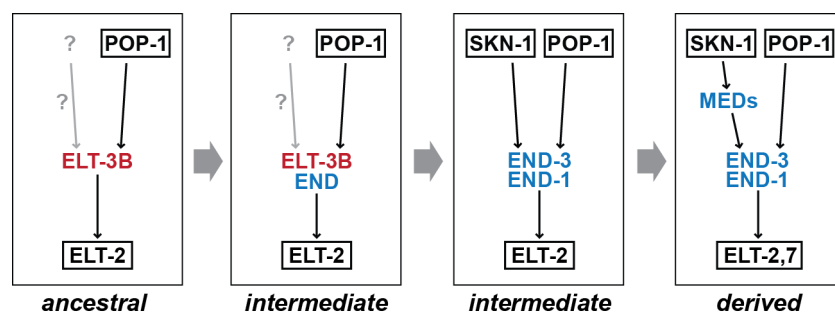 ? POP-1
?
ELT-3B
ELT-2
ancestral
? POP-1
?
ELT-3B
END
ELT-2
intermediate
SKN-1 POP-1
END-3
END-1
ELT-2
intermediate
SKN-1 POP-1
MEDs
END-3
END-1
ELT-2,7
derived